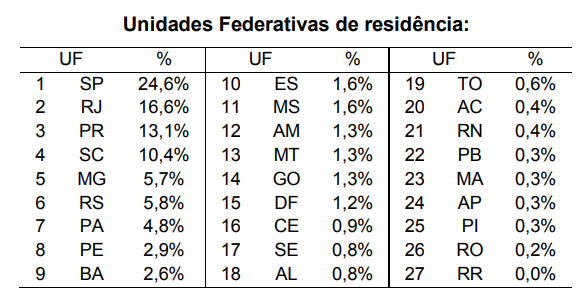 Unidades Federativas de residência:
UF % UF % UF %
1 SP 24,6% 10 ES 1,6% 19 TO 0,6%
2 RJ 16,6% 11 MS 1,6% 20 AC 0,4%
3 PR 13,1% 12 AM 1,3% 21 RN 0,4%
4 SC 10,4% 13 MT 1,3% 22 PB 0,3%
5 MG 5,7% 14 GO 1,3% 23 MA 0,3%
6 RS 5,8% 15 DF 1,2% 24 AP 0,3%
7 PA 4,8% 16 CE 0,9% 25 PI 0,3%
8 PE 2,9% 17 SE 0,8% 26 RO 0,2%
9 BA 2,6% 18 AL 0,8% 27 RR 0,0%